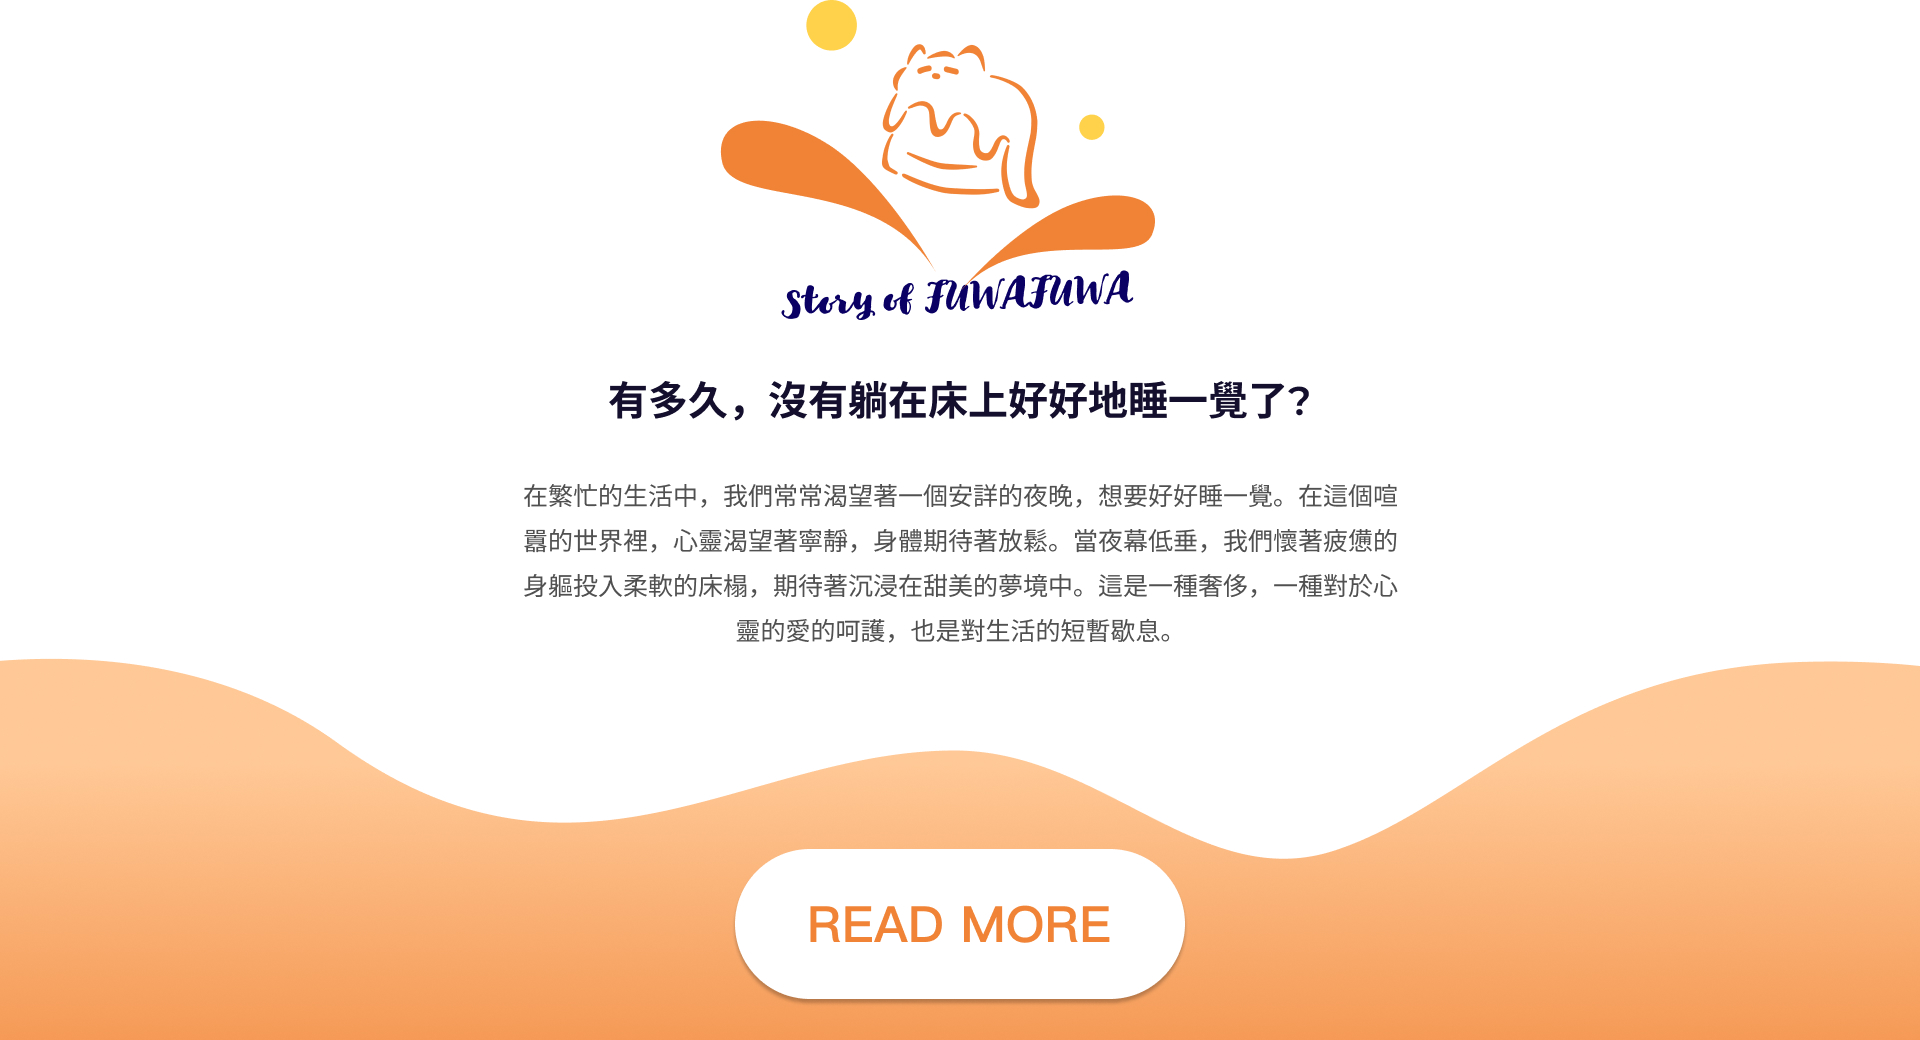 Story of FUWAFUWA
有多久，沒有躺在床上好好地睡一覺了？
在繁忙的生活中，我們常常渴望著一個安詳的夜晚，想要好好睡一覺。在這個喧
囂的世界裡，心靈渴望著寧靜，身體期待著放鬆。當夜幕低垂，我們懷著疲憊的
身軀投入柔軟的床榻，期待著沉浸在甜美的夢境中。這是一種奢侈，一種對於心
靈的愛的呵護，也是對生活的短暫歇息。
READ MORE